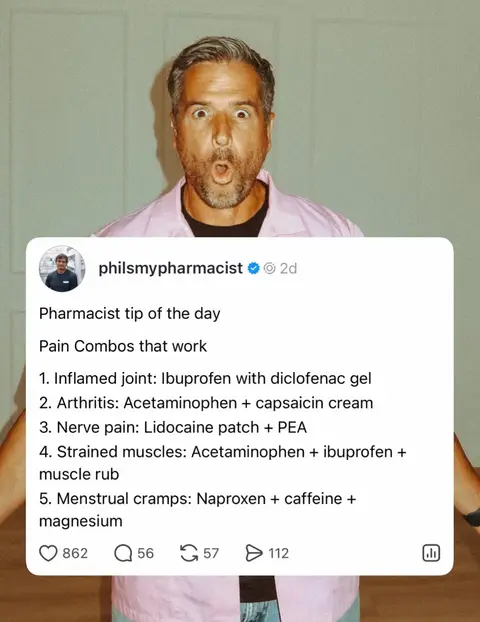 philsmypharmacist 2d
Pharmacist tip of the day
Pain Combos that work
1. Inflamed joint: Ibuprofen with diclofenac gel
2. Arthritis: Acetaminophen + capsaicin cream
3. Nerve pain: Lidocaine patch + PEA
4. Strained muscles: Acetaminophen + ibuprofen +
muscle rub
5. Menstrual cramps: Naproxen + caffeine +
magnesium
862 56 57 112